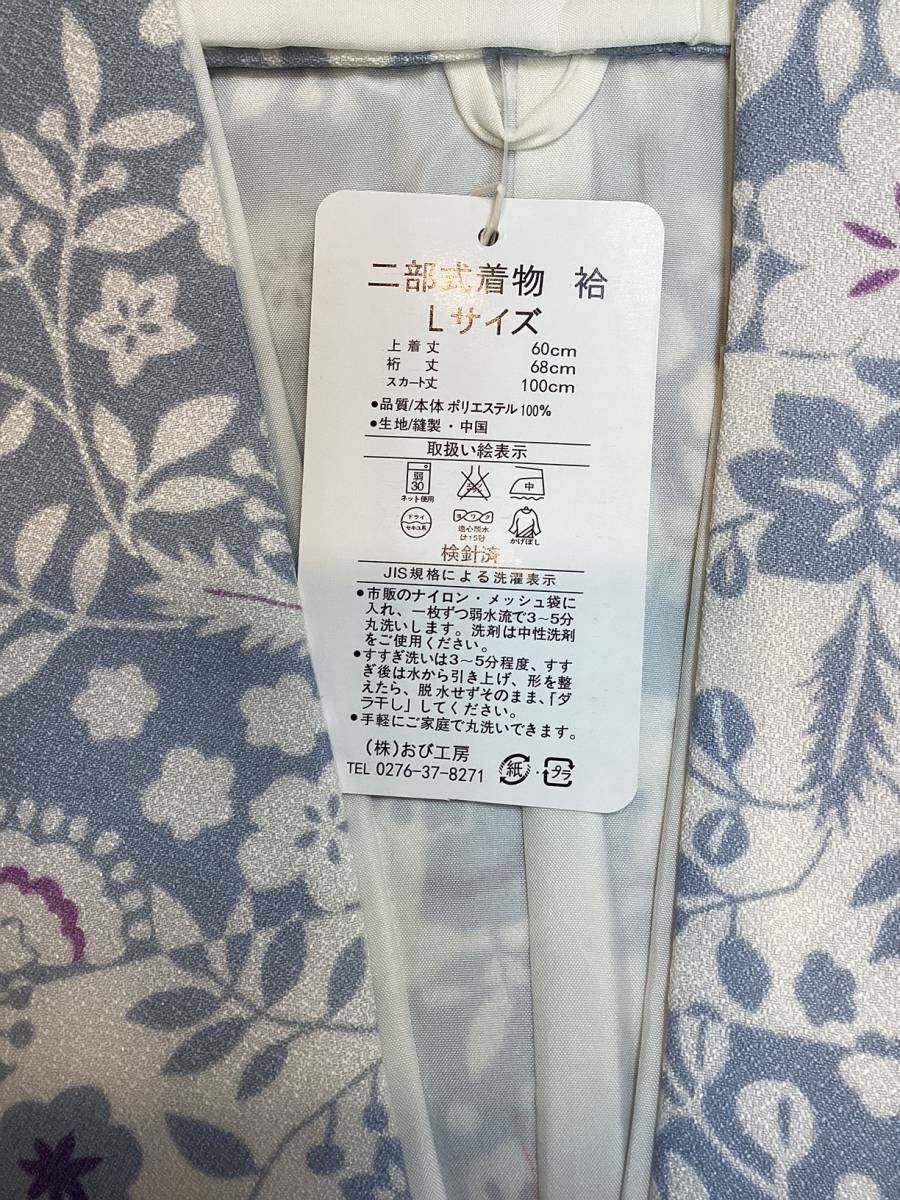 二部式着物 袷
Lサイズ
上着丈 60cm
裄丈 68cm
スカート丈 100cm
●品質/本体 ポリエステル100%
●生地/縫製・中国
取扱い絵表示
弱
30
ネット使用
中
ドライ
セキユ系
ヨワク
遠心脱水
は15秒
かげぼし
検針済
JIS規格による洗濯表示
●市販のナイロン・メッシュ袋に
入れ、一枚ずつ弱水流で3〜5分
丸洗いします。洗剤は中性洗剤
をご使用ください。
●すすぎ洗いは3〜5分程度、すす
ぎ後は水から引き上げ、形を整
えたら、脱水せずそのまま、「ダ
ラ干し」してください。
●手軽にご家庭で丸洗いできます。
(株)おび工房
TEL 0276-37-8271
紙・プラ